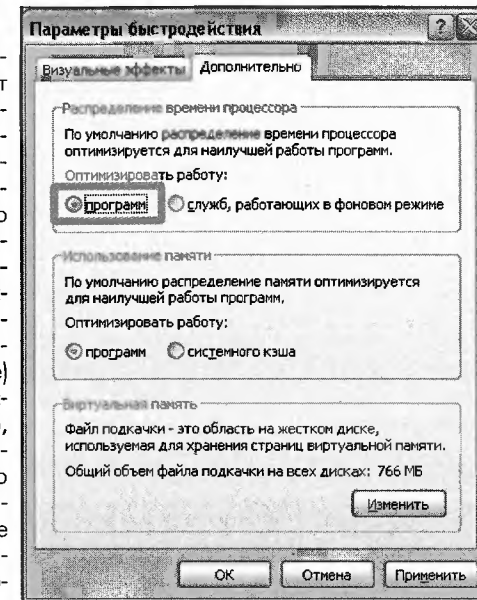 Параметры быстродействия
Визуальные эффекты Дополнительно
Распределение времени процессора
По умолчанию распределение времени процессора
оптимизируется для наилучшей работы программ.
Оптимизировать работу:
программ служб, работающих в фоновом режиме
Использование памяти
По умолчанию распределение памяти оптимизируется
для наилучшей работы программ.
Оптимизировать работу:
программ системного кэша
Виртуальная память
Файл подкачки - это область на жестком диске,
используемая для хранения страниц виртуальной памяти.
Общий объем файла подкачки на всех дисках: 766 МБ
Изменить
ОК Отмена Применить